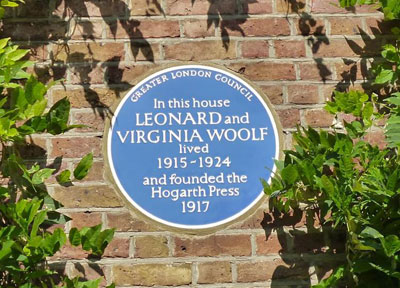 GREATER LONDON COUNCIL
In this house
LEONARD and
VIRGINIA WOOLF
lived
1915-1924
and founded the
Hogarth Press
1917